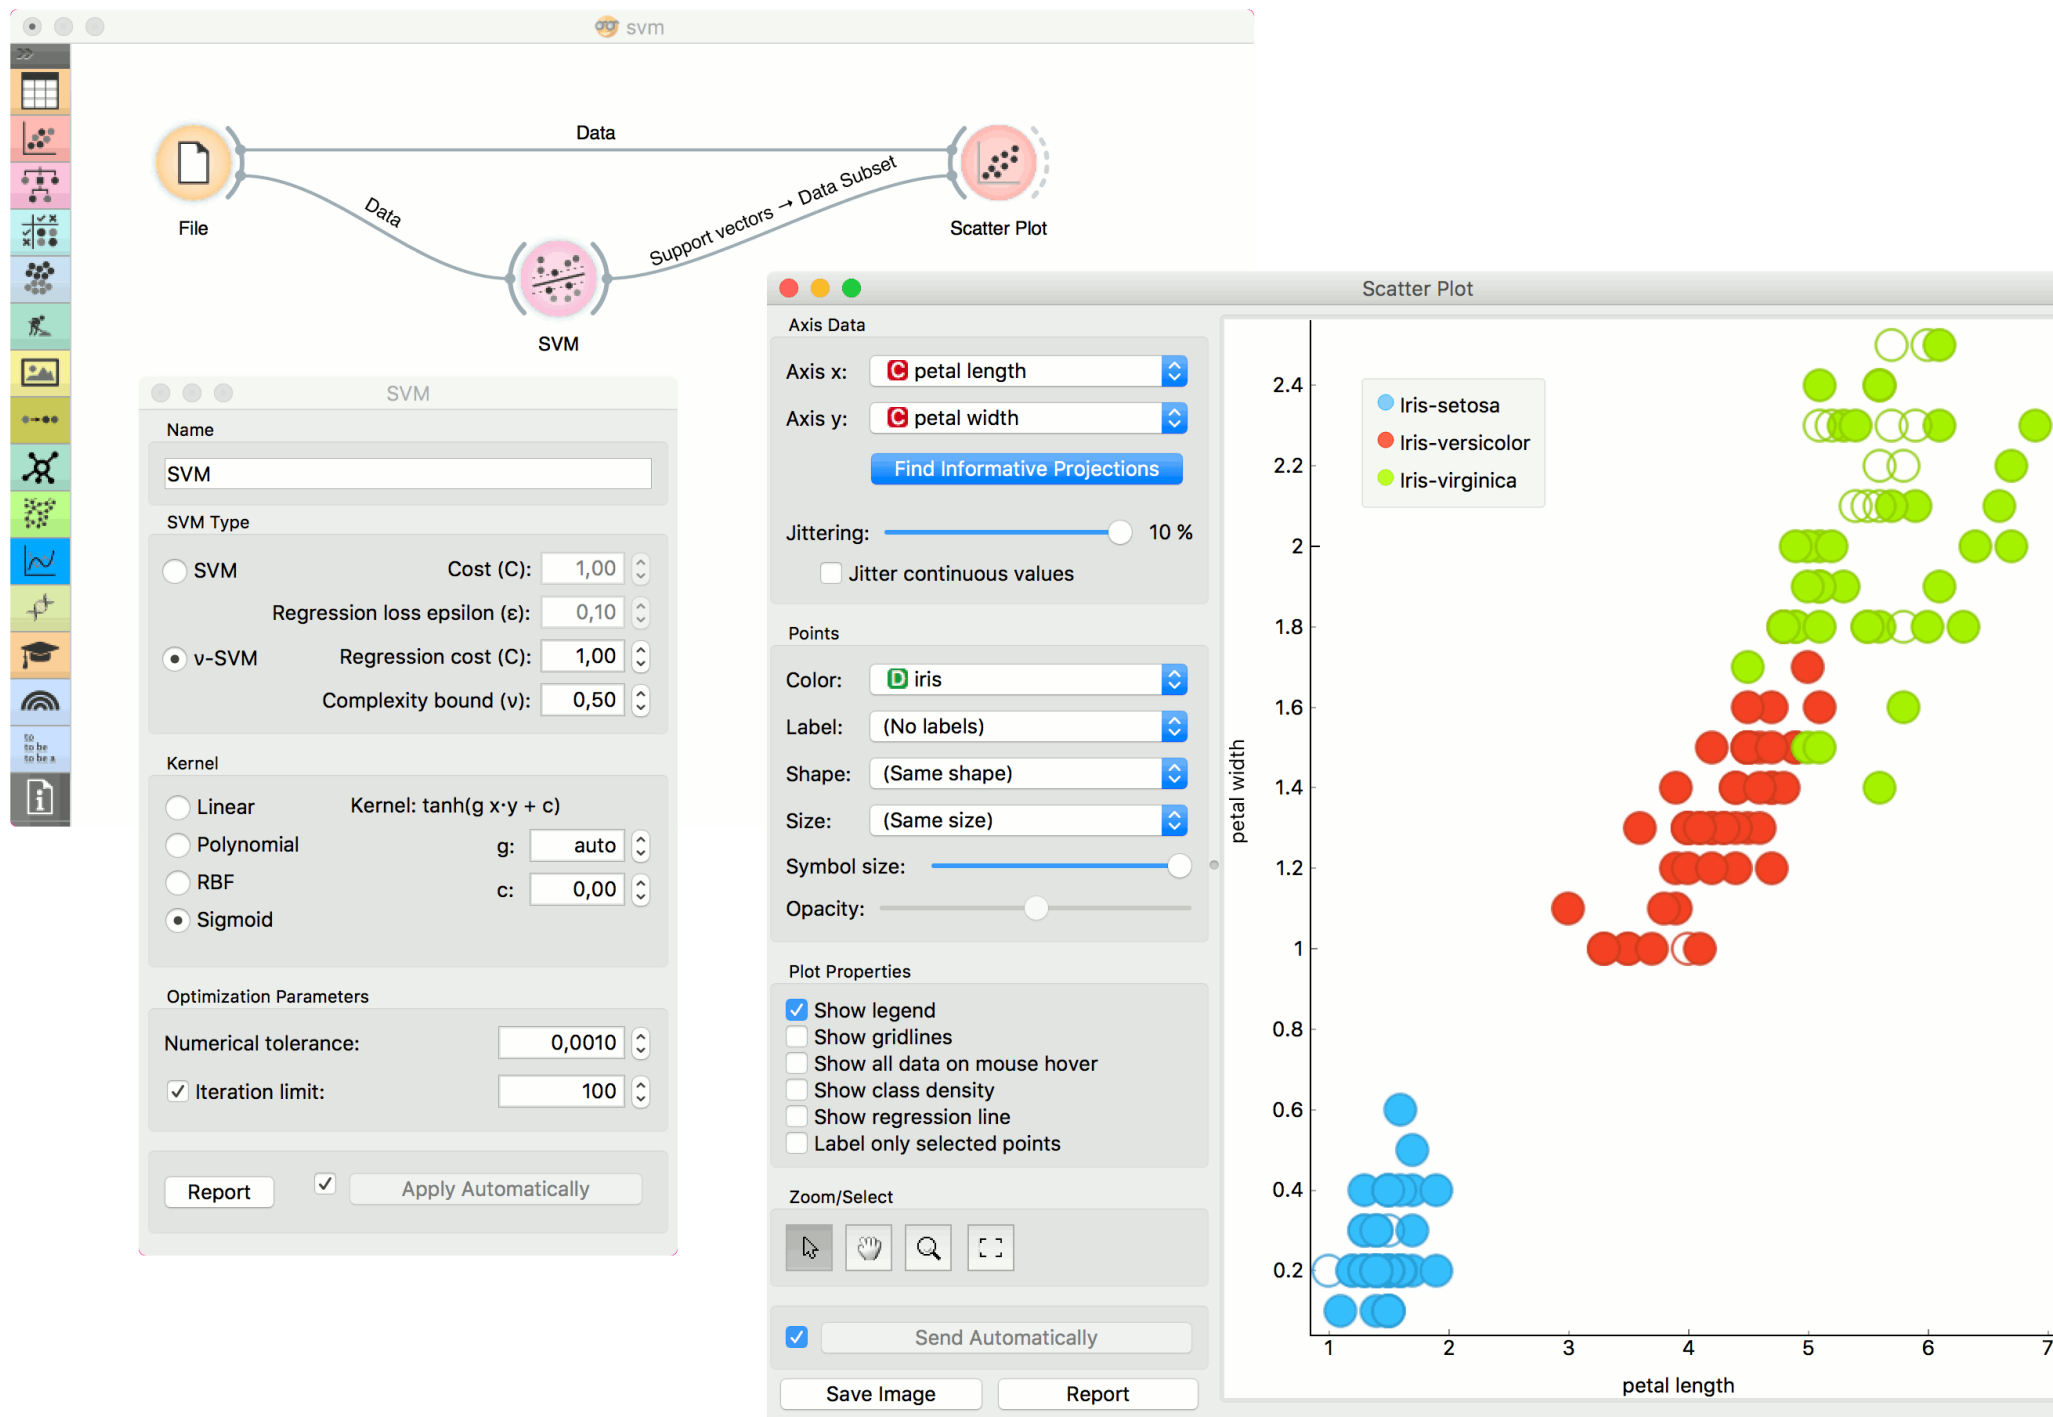 svm
Data
Data
Support vectors → Data Subset
File
Scatter Plot
SVM
SVM
Name
SVM
SVM Type
SVM
Cost (C): 1,00
Regression loss epsilon (ε): 0,10
ν-SVM
Regression cost (C): 1,00
Complexity bound (ν): 0,50
Kernel
Linear
Kernel: tanh(g x·y + c)
Polynomial
g: auto
RBF
c: 0,00
Sigmoid
Optimization Parameters
Numerical tolerance: 0,0010
Iteration limit: 100
Report
Apply Automatically
to
to be
to be a
Scatter Plot
Axis Data
Axis x: C petal length
Axis y: C petal width
Find Informative Projections
Jittering: 10 %
Jitter continuous values
Points
Color: D iris
Label: (No labels)
Shape: (Same shape)
Size: (Same size)
Symbol size:
Opacity:
Plot Properties
Show legend
Show gridlines
Show all data on mouse hover
Show class density
Show regression line
Label only selected points
Zoom/Select
Send Automatically
Save Image
Report
Iris-setosa
Iris-versicolor
Iris-virginica
2.4
2.2
2
1.8
1.6
1.4
1.2
1
0.8
0.6
0.4
0.2
petal width
1 2 3 4 5 6 7
petal length